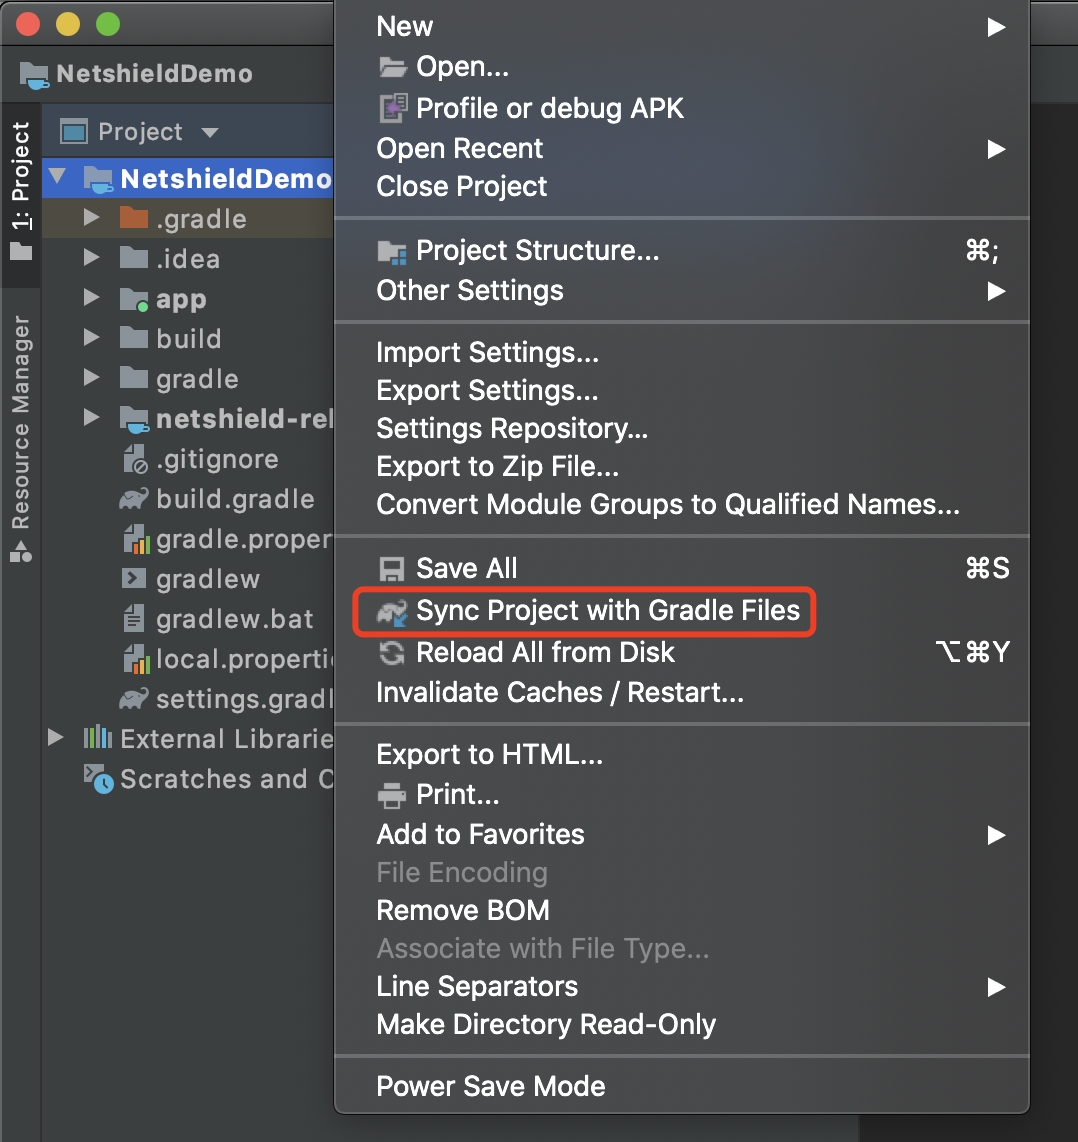 NetshieldDemo
1: Project
Resource Manager
Project
NetshieldDemo
.gradle
.idea
app
build
gradle
netshield-rel
.gitignore
build.gradle
gradle.proper
gradlew
gradlew.bat
local.properti
settings.gradl
External Librarie
Scratches and C
New
Open...
Profile or debug APK
Open Recent
Close Project
Project Structure... ⌘;
Other Settings
Import Settings...
Export Settings...
Settings Repository...
Export to Zip File...
Convert Module Groups to Qualified Names...
Save All ⌘S
Sync Project with Gradle Files
Reload All from Disk ⌥⌘Y
Invalidate Caches / Restart...
Export to HTML...
Print...
Add to Favorites
File Encoding
Remove BOM
Associate with File Type...
Line Separators
Make Directory Read-Only
Power Save Mode